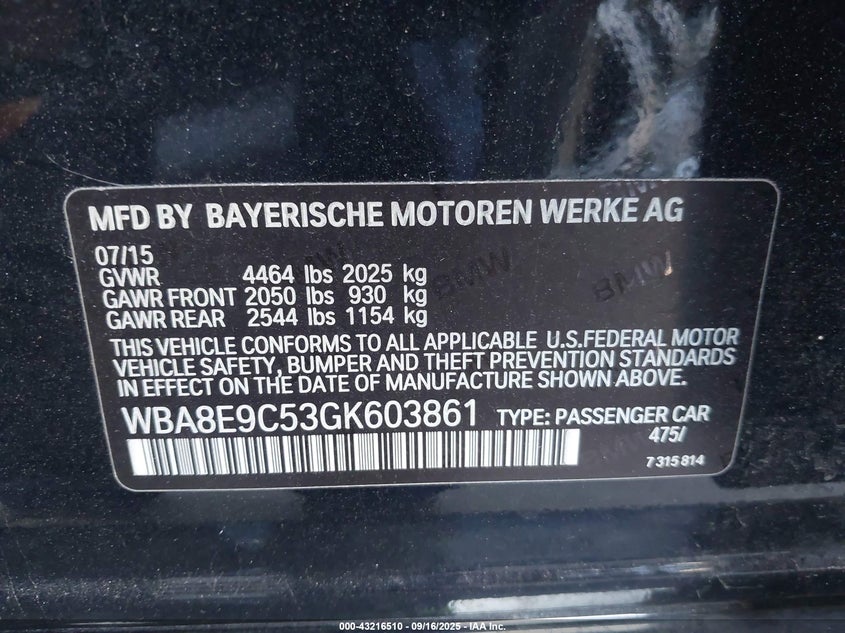 MFD BY BAYERISCHE MOTOREN WERKE AG
07/15
GVWR 4464 lbs 2025 kg
GAWR FRONT 2050 lbs 930 kg
GAWR REAR 2544 lbs 1154 kg
THIS VEHICLE CONFORMS TO ALL APPLICABLE U.S.FEDERAL MOTOR
VEHICLE SAFETY, BUMPER AND THEFT PREVENTION STANDARDS
IN EFFECT ON THE DATE OF MANUFACTURE SHOWN ABOVE.
WBA8E9C53GK603861 TYPE: PASSENGER CAR
475/
7 315 814
BMW
BMW
000-43216510 - 09/16/2025 - IAA Inc.